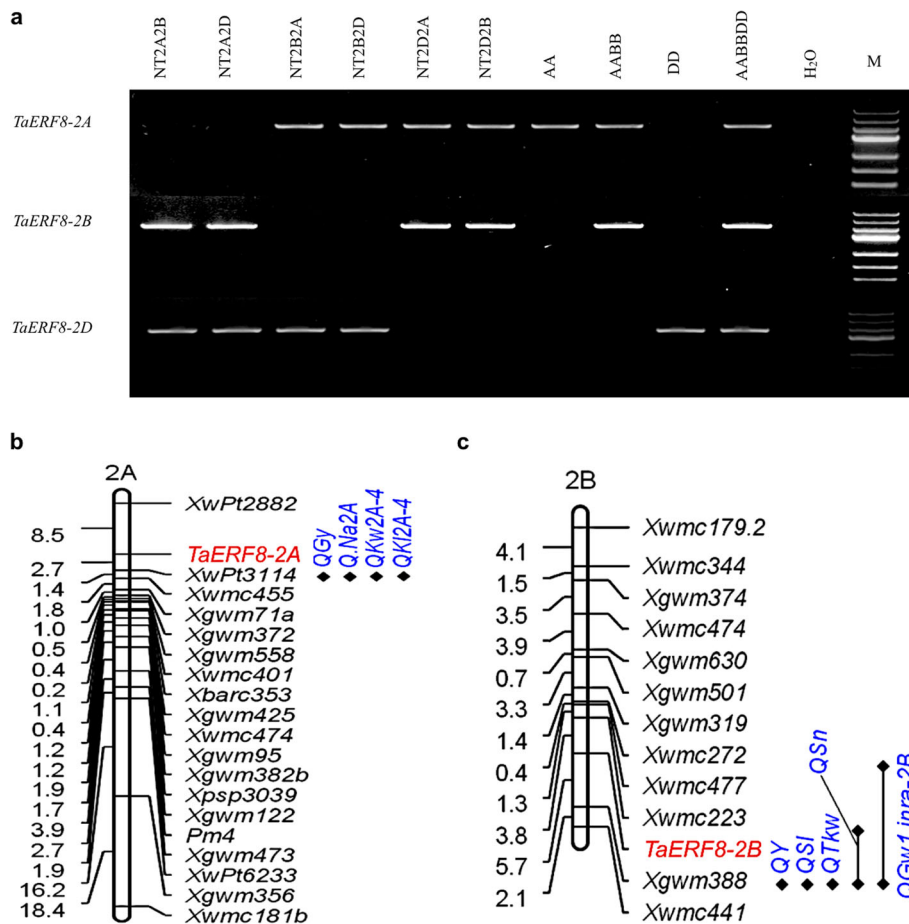 a
NT2A2B NT2A2D NT2B2A NT2B2D NT2D2A NT2D2B AA AABB DD AABBDD H₂O M
TaERF8-2A
TaERF8-2B
TaERF8-2D
b
2A
8.5
2.7
1.4
1.8
1.0
0.5
0.4
0.2
1.1
0.4
1.2
1.2
1.9
1.7
3.9
2.7
1.9
16.2
18.4
XwPt2882
TaERF8-2A
XwPt3114
Xwmc455
Xgwm71a
Xgwm372
Xgwm558
Xwmc401
Xbarc353
Xgwm425
Xwmc474
Xgwm95
Xgwm382b
Xpsp3039
Xgwm122
Pm4
Xgwm473
XwPt6233
Xgwm356
Xwmc181b
QGy
Q.Na2A
QKw2A-4
QKl2A-4
c
2B
4.1
1.5
3.5
3.9
0.7
3.3
1.4
0.4
1.3
3.8
5.7
2.1
Xwmc179.2
Xwmc344
Xgwm374
Xwmc474
Xgwm630
Xgwm501
Xgwm319
Xwmc272
Xwmc477
Xwmc223
TaERF8-2B
Xgwm388
Xwmc441
QY
QSl
QTkw
QSn
QGw1.inra-2B